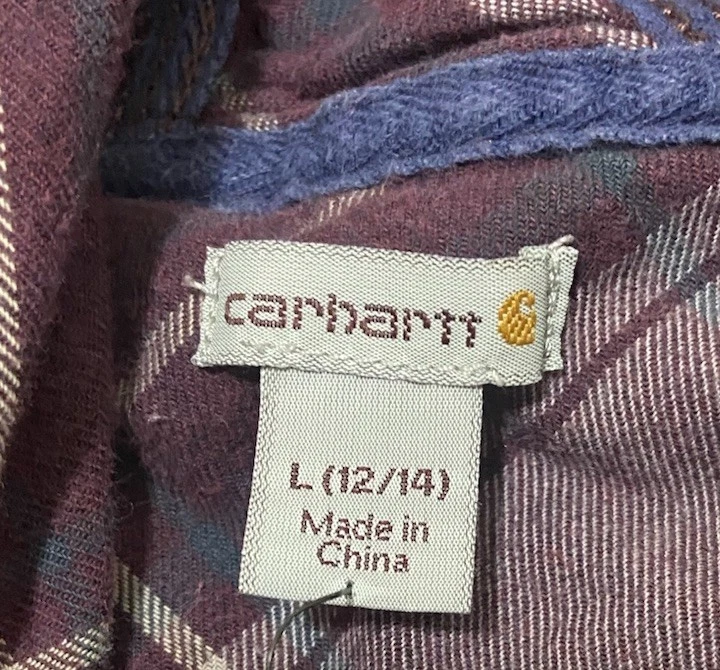 carhartt
L (12/14)
Made in
China